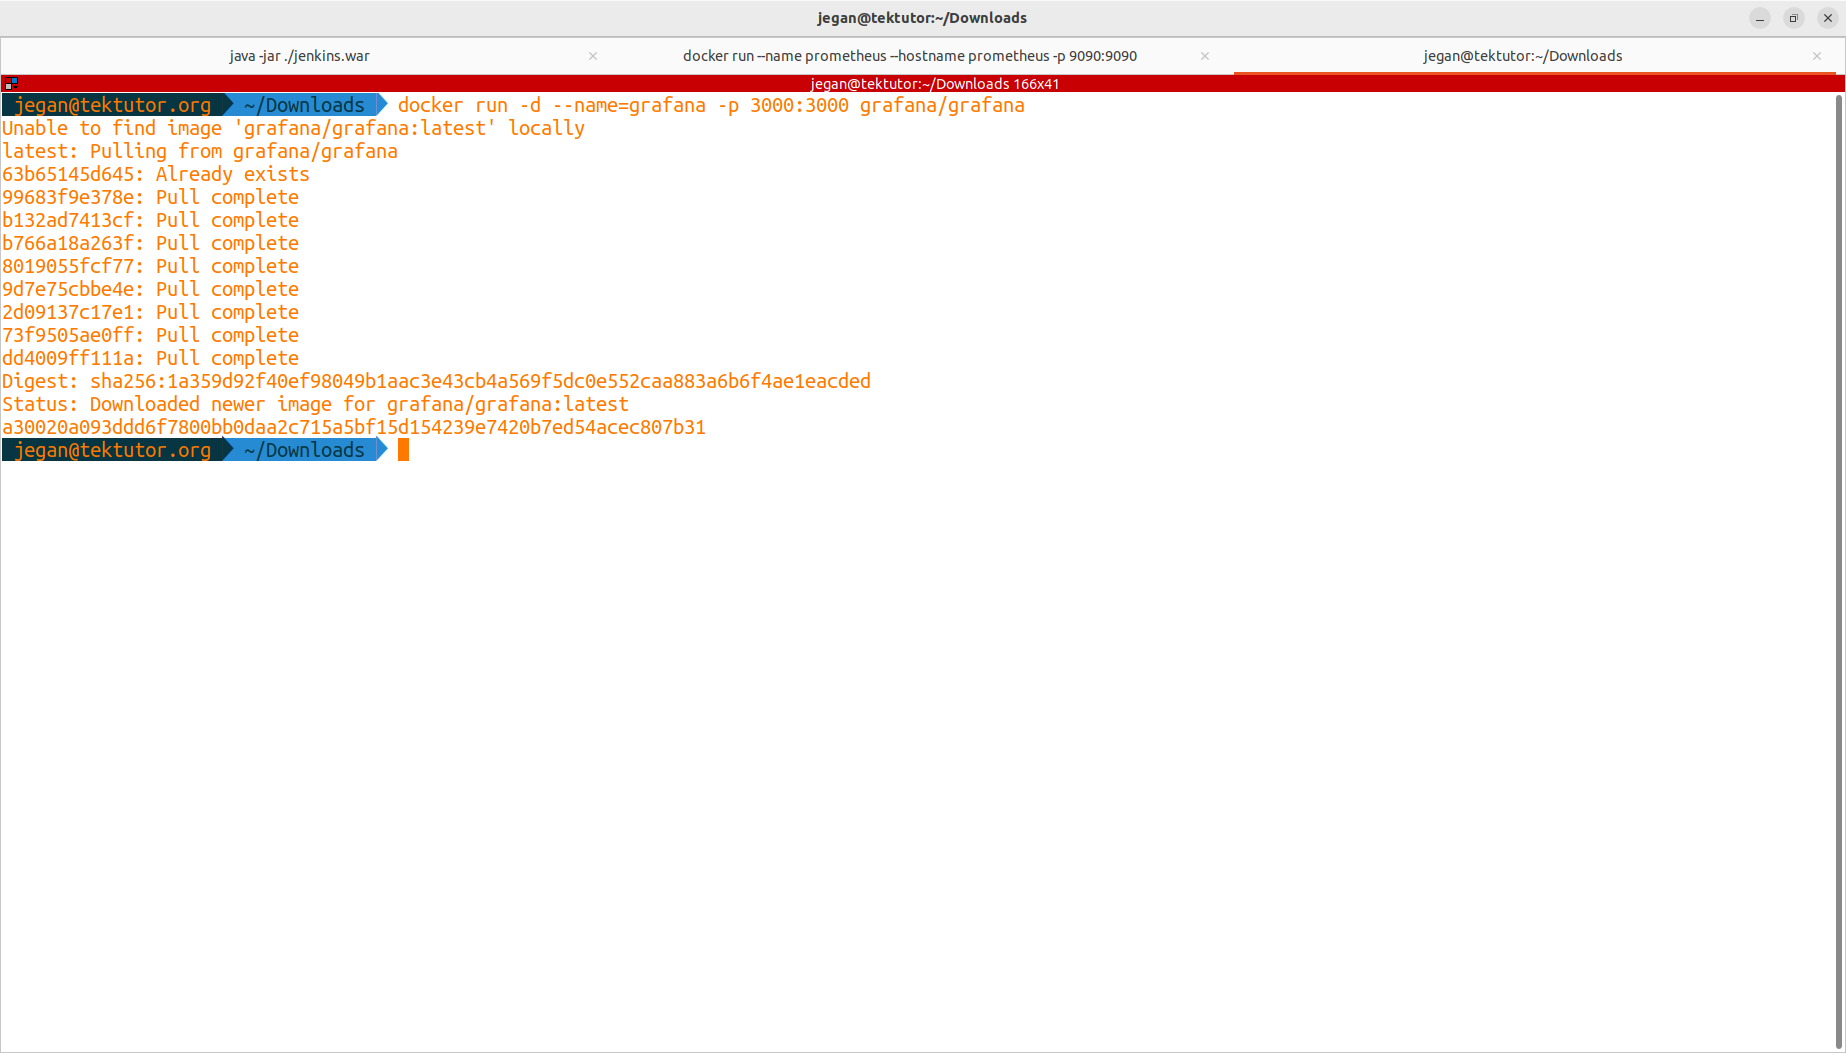 jegan@tektutor:~/Downloads
java -jar ./jenkins.war
docker run --name prometheus --hostname prometheus -p 9090:9090
jegan@tektutor:~/Downloads
jegan@tektutor:~/Downloads 166x41
jegan@tektutor.org ~/Downloads docker run -d --name=grafana -p 3000:3000 grafana/grafana
Unable to find image 'grafana/grafana:latest' locally
latest: Pulling from grafana/grafana
63b65145d645: Already exists
99683f9e378e: Pull complete
b132ad7413cf: Pull complete
b766a18a263f: Pull complete
8019055fcf77: Pull complete
9d7e75cbbe4e: Pull complete
2d09137c17e1: Pull complete
73f9505ae0ff: Pull complete
dd4009ff111a: Pull complete
Digest: sha256:1a359d92f40ef98049b1aac3e43cb4a569f5dc0e552caa883a6b6f4ae1eacded
Status: Downloaded newer image for grafana/grafana:latest
a30020a093ddd6f7800bb0daa2c715a5bf15d154239e7420b7ed54acec807b31
jegan@tektutor.org ~/Downloads